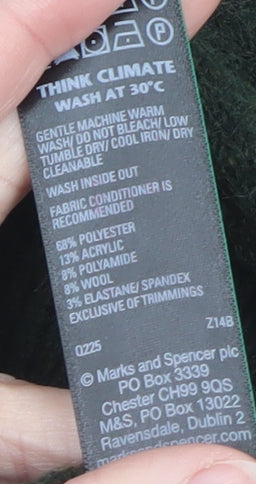 THINK CLIMATE
WASH AT 30°C
GENTLE MACHINE WARM
WASH/ DO NOT BLEACH/ LOW
TUMBLE DRY/ COOL IRON/ DRY
CLEANABLE
WASH INSIDE OUT
FABRIC CONDITIONER IS
RECOMMENDED
68% POLYESTER
13% ACRYLIC
8% POLYAMIDE
8% WOOL
3% ELASTANE/ SPANDEX
EXCLUSIVE OF TRIMMINGS
Z14B
0225
© Marks and Spencer plc
PO Box 3339
Chester CH99 9QS
M&S, PO Box 13022
Ravensdale, Dublin 2
marksandspencer.com